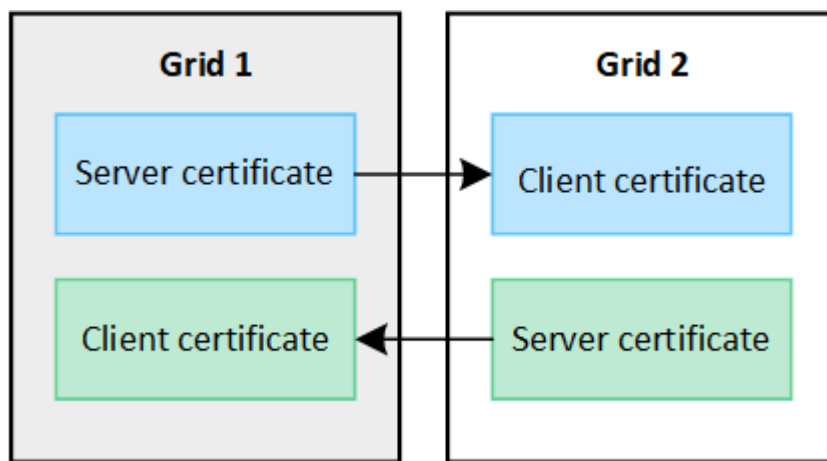 Grid 1
Grid 2
Server certificate
Client certificate
Client certificate
Server certificate